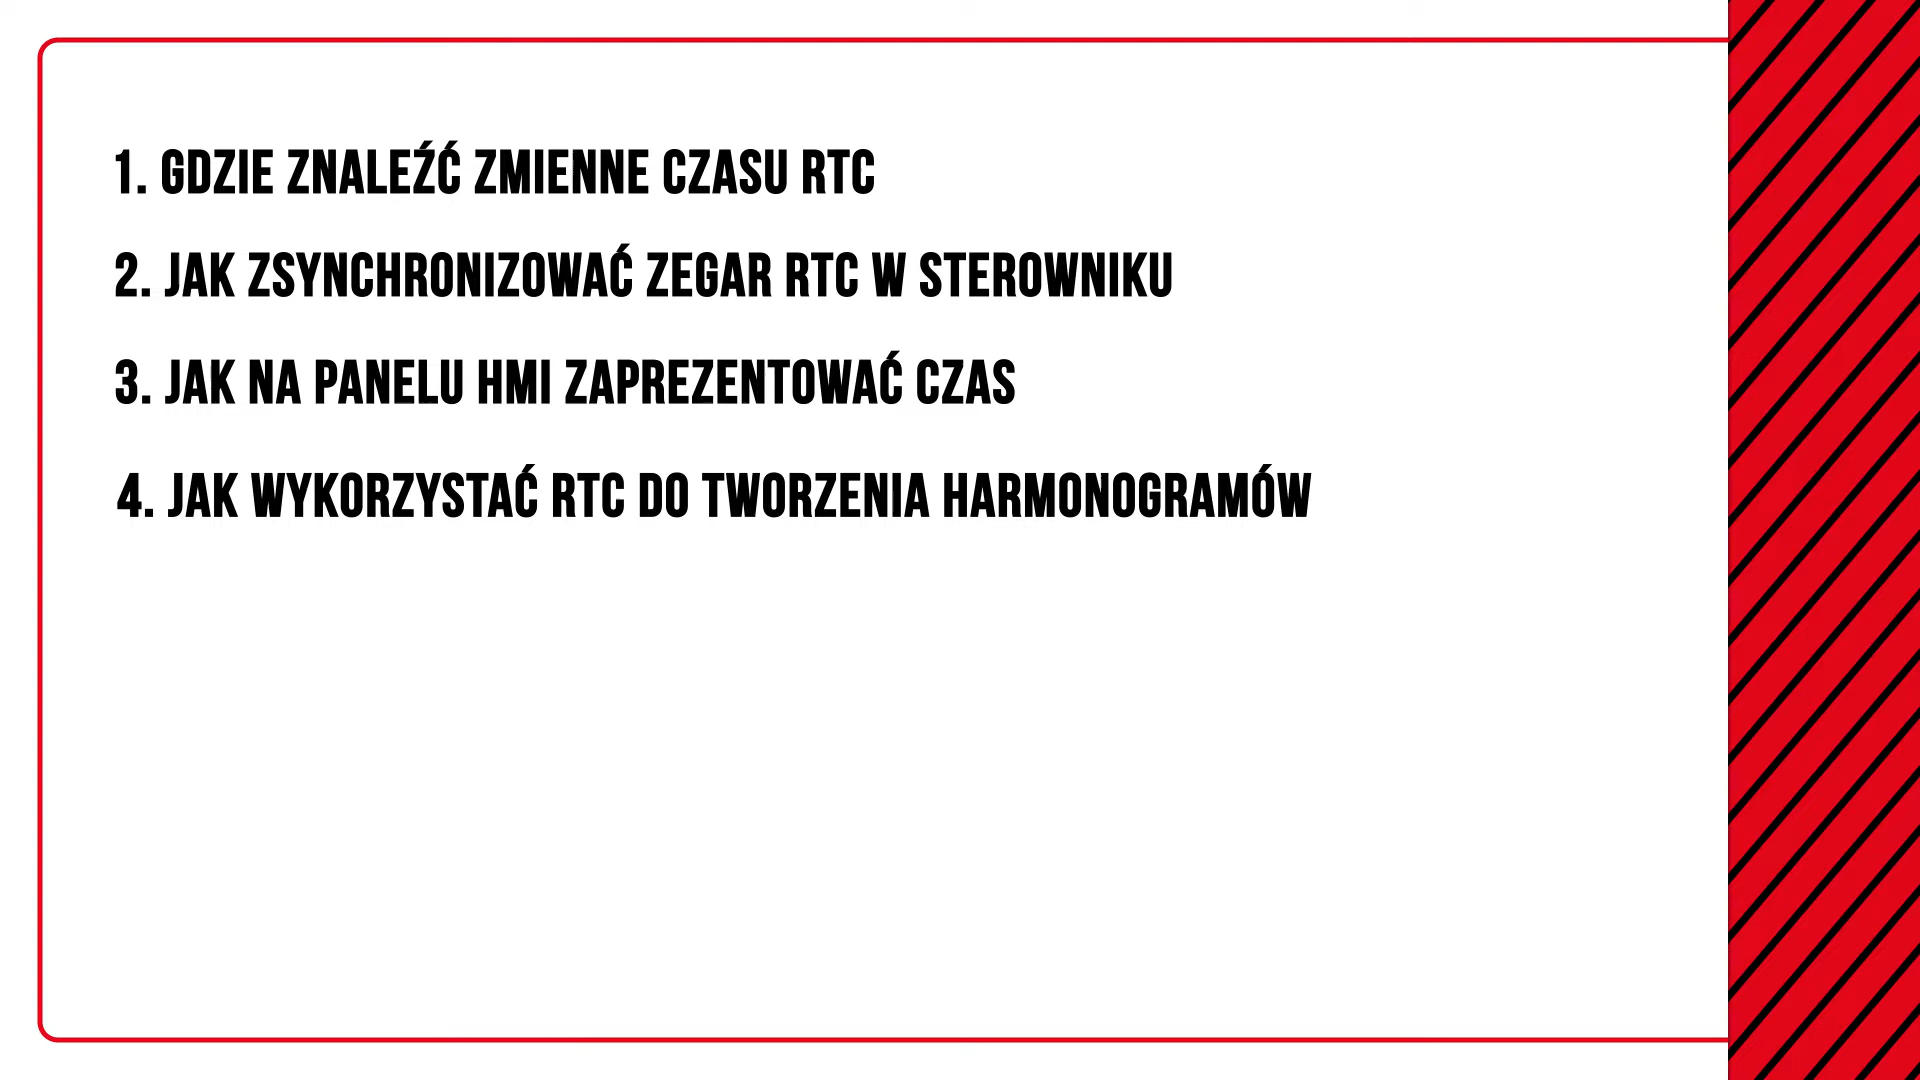 1. GDZIE ZNALEŹĆ ZMIENNE CZASU RTC
2. JAK ZSYNCHRONIZOWAĆ ZEGAR RTC W STEROWNIKU
3. JAK NA PANELU HMI ZAPREZENTOWAĆ CZAS
4. JAK WYKORZYSTAĆ RTC DO TWORZENIA HARMONOGRAMÓW